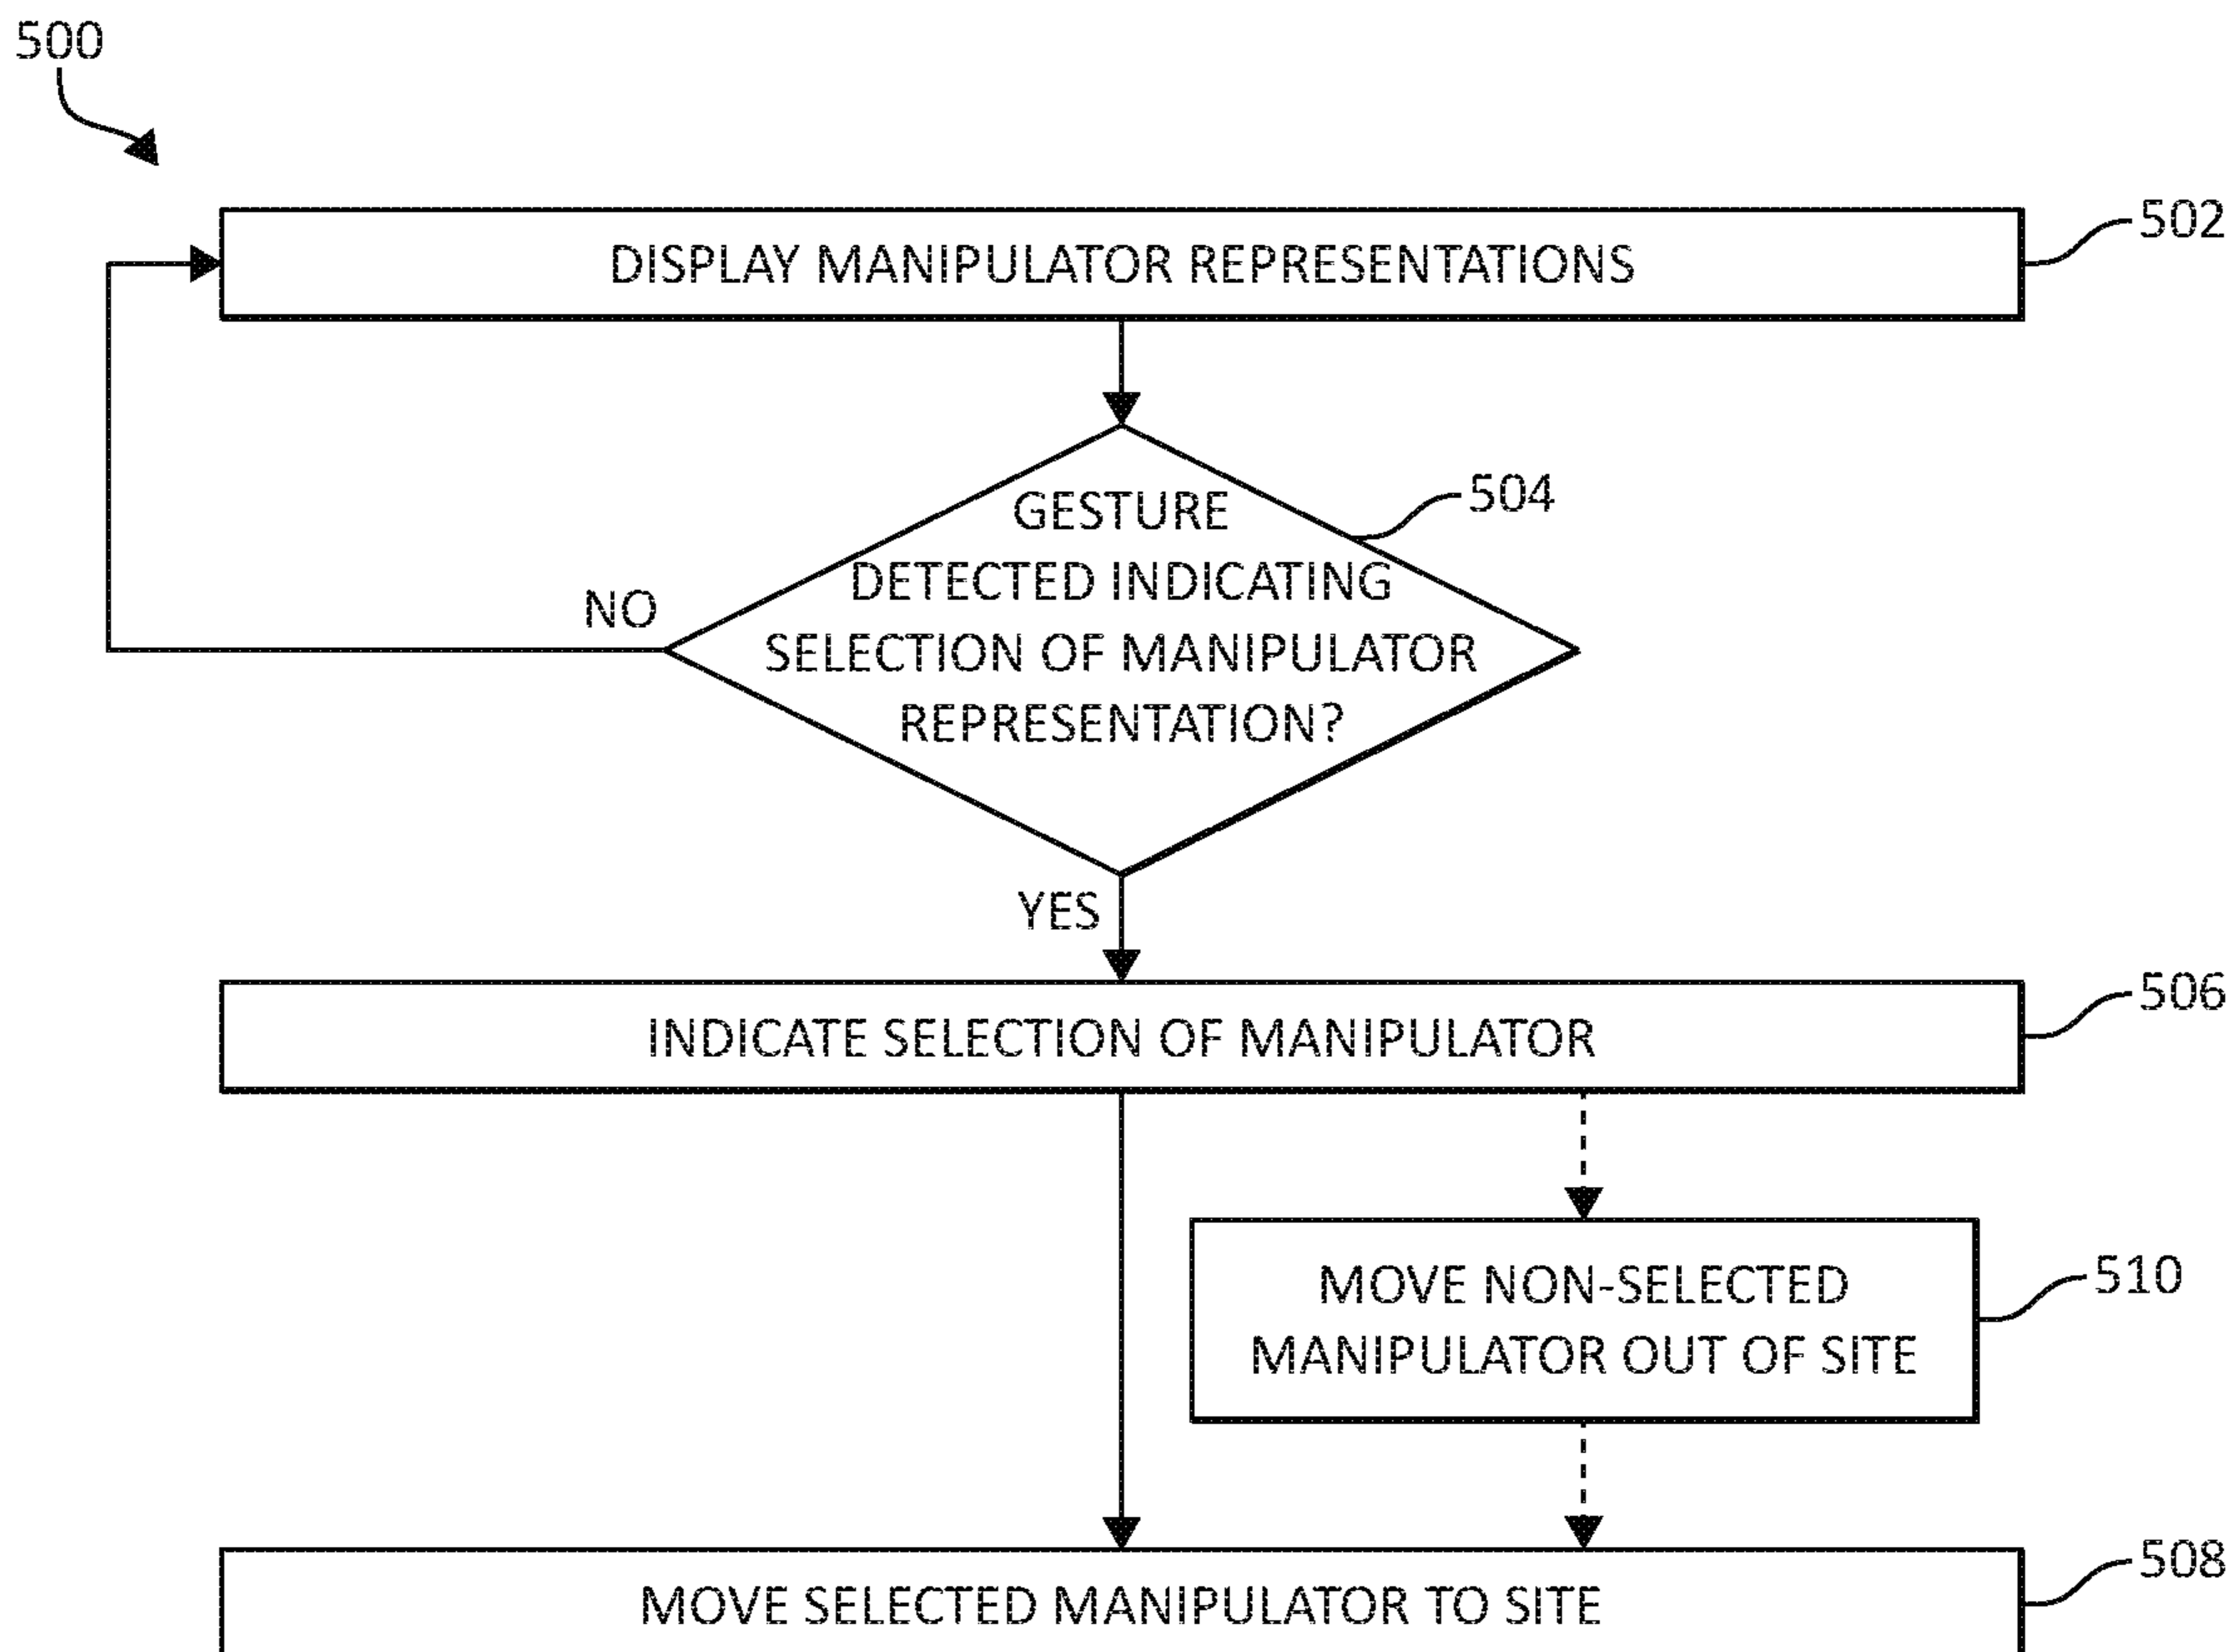 500
DISPLAY MANIPULATOR REPRESENTATIONS
502
GESTURE
504
DETECTED INDICATING
NO
SELECTION OF MANIPULATOR
REPRESENTATION?
YES
INDICATE SELECTION OF MANIPULATOR
506
MOVE NON-SELECTED
MANIPULATOR OUT OF SITE
510
MOVE SELECTED MANIPULATOR TO SITE
508